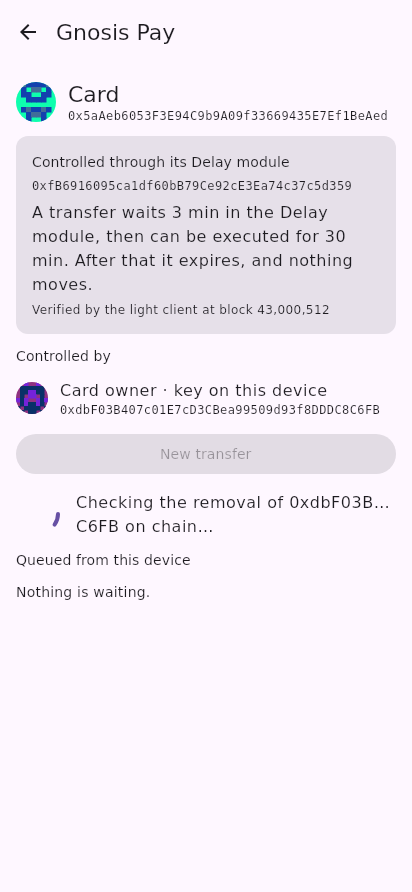 Gnosis Pay
Card
0x5aAeb6053F3E94C9b9A09f33669435E7Ef1BeAed
Controlled through its Delay module
0xfB6916095ca1df60bB79Ce92cE3Ea74c37c5d359
A transfer waits 3 min in the Delay
module, then can be executed for 30
min. After that it expires, and nothing
moves.
Verified by the light client at block 43,000,512
Controlled by
Card owner · key on this device
0xdbF03B407c01E7cD3CBea99509d93f8DDDC8C6FB
New transfer
Checking the removal of 0xdbF03B…
C6FB on chain…
Queued from this device
Nothing is waiting.